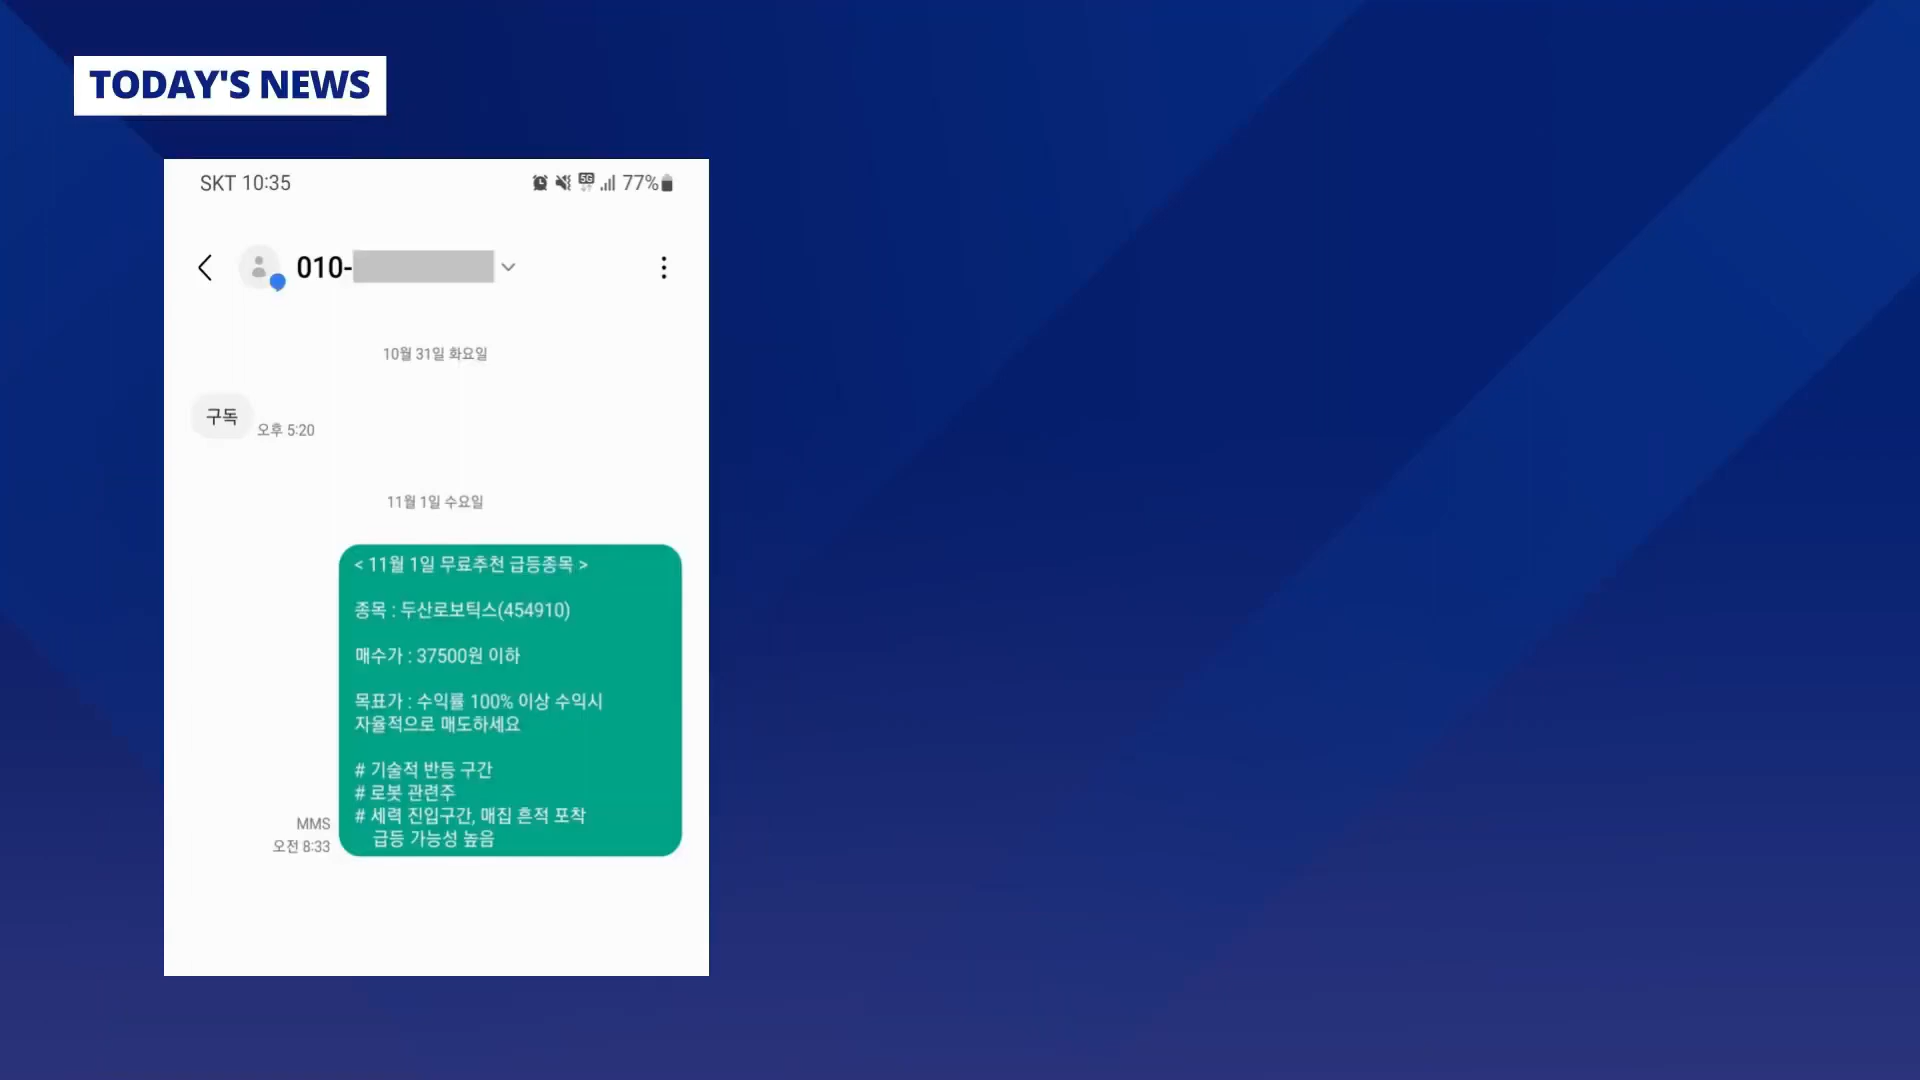 TODAY'S NEWS
SKT 10:35
5G
77%
010-
10월 31일 화요일
구독
오후 5:20
11월 1일 수요일
< 11월 1일 무료추천 급등종목 >
종목 : 두산로보틱스(454910)
매수가 : 37500원 이하
목표가 : 수익률 100% 이상 수익시
자율적으로 매도하세요
# 기술적 반등 구간
# 로봇 관련주
# 세력 진입구간, 매집 흔적 포착
급등 가능성 높음
MMS
오전 8:33